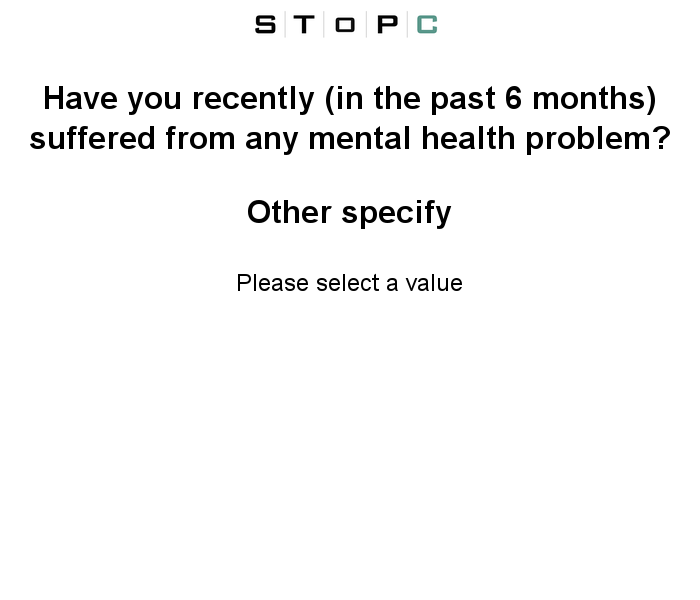 STOPC
Have you recently (in the past 6 months)
suffered from any mental health problem?
Other specify
Please select a value